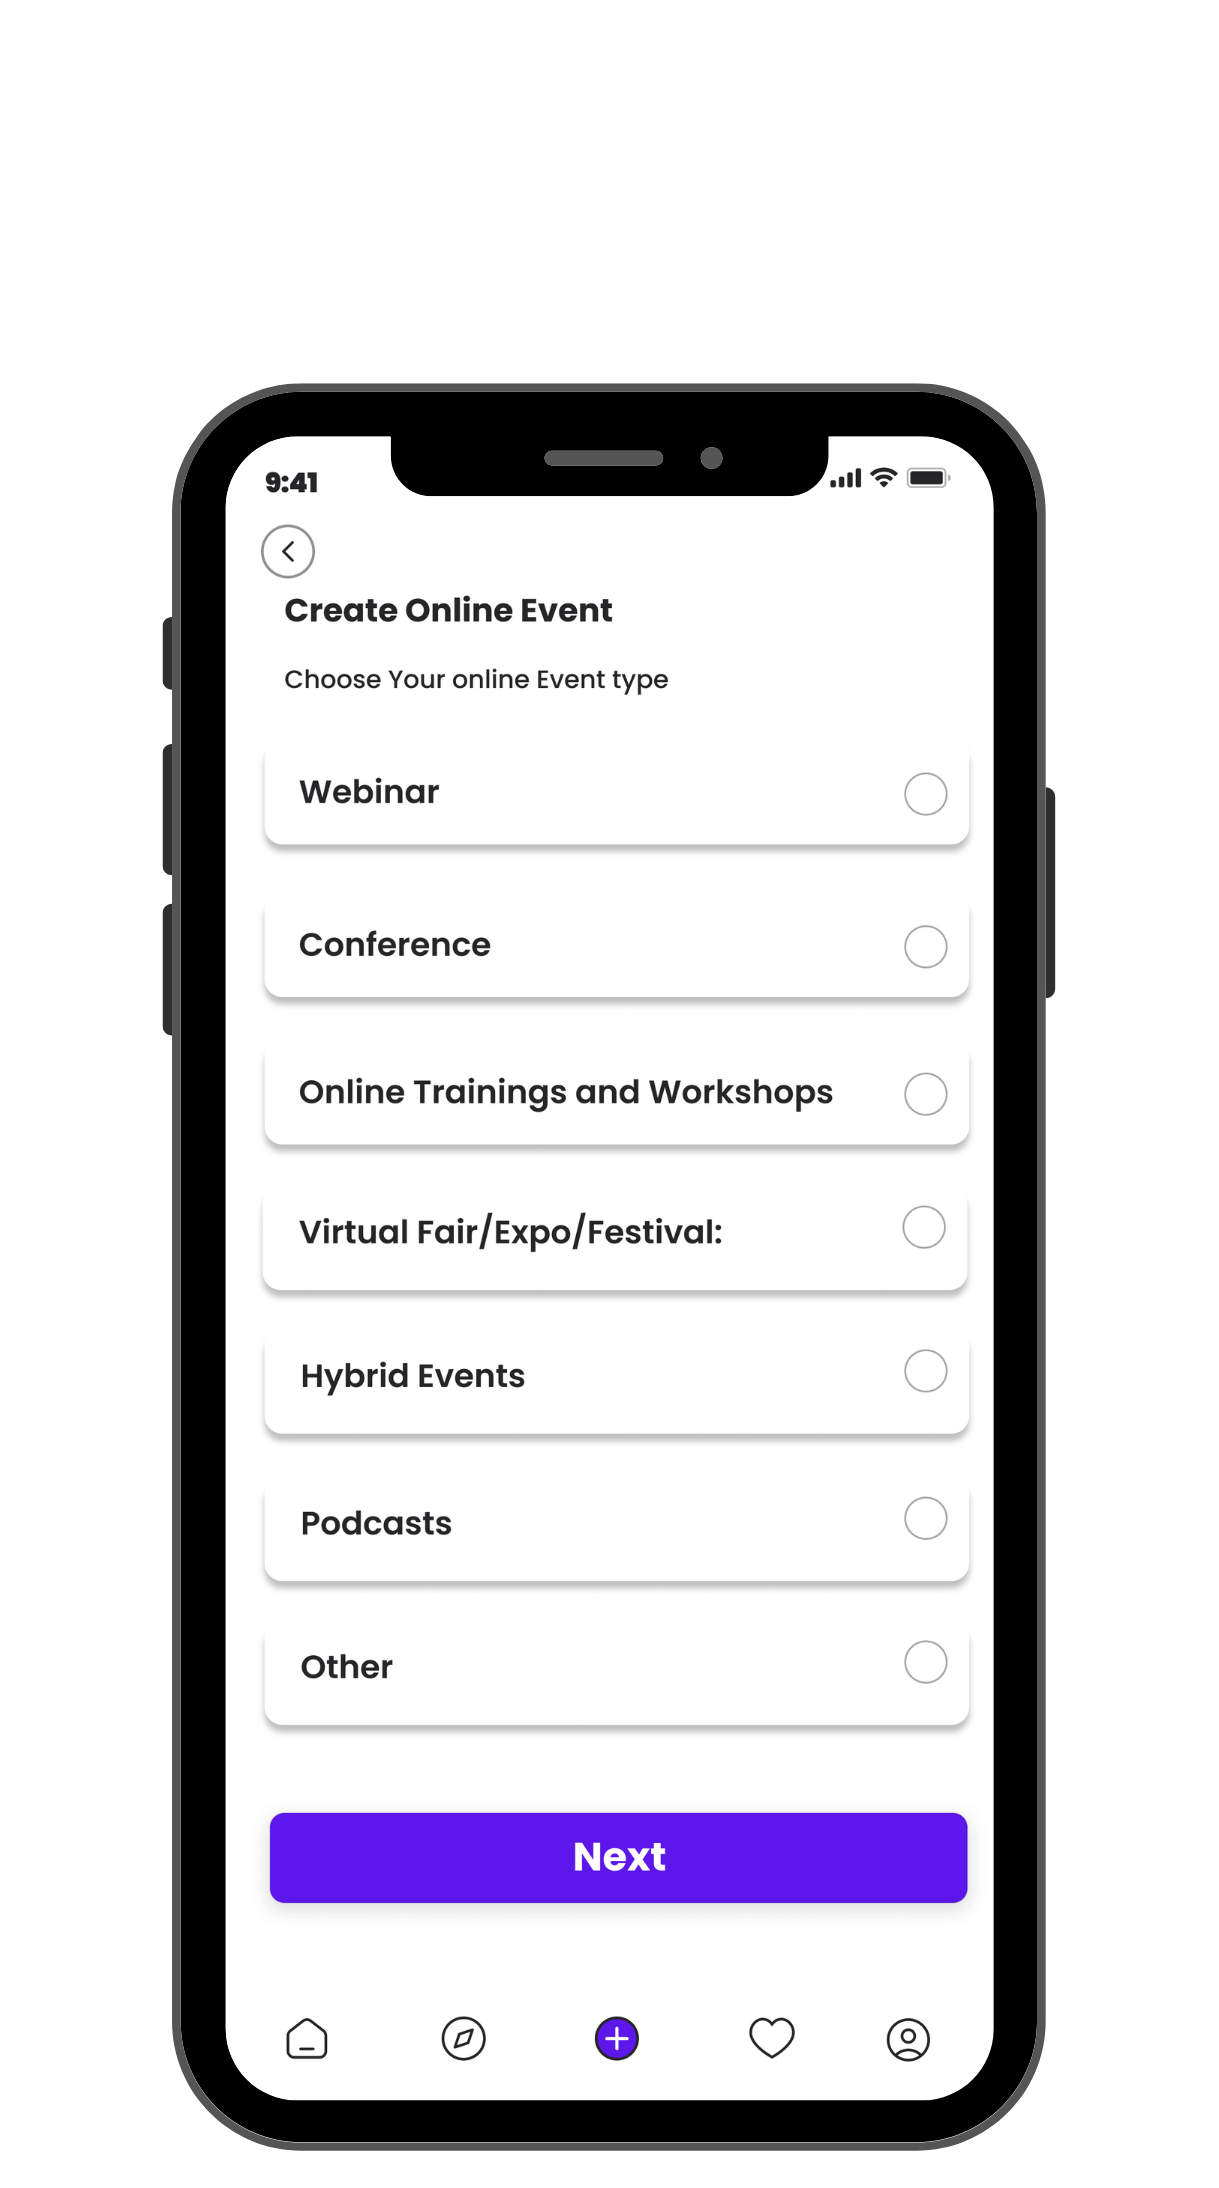 9:41
Create Online Event
Choose Your online Event type
Webinar
Conference
Online Trainings and Workshops
Virtual Fair/Expo/Festival:
Hybrid Events
Podcasts
Other
Next